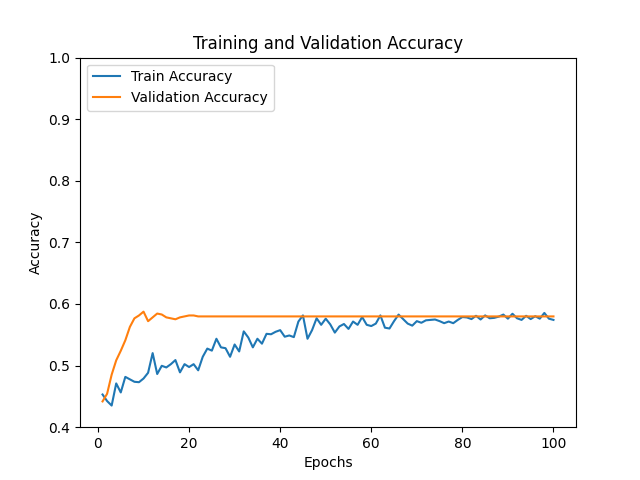 Training and Validation Accuracy
Train Accuracy
Validation Accuracy
1.0
0.9
0.8
0.7
0.6
0.5
0.4
Accuracy
0 20 40 60 80 100
Epochs